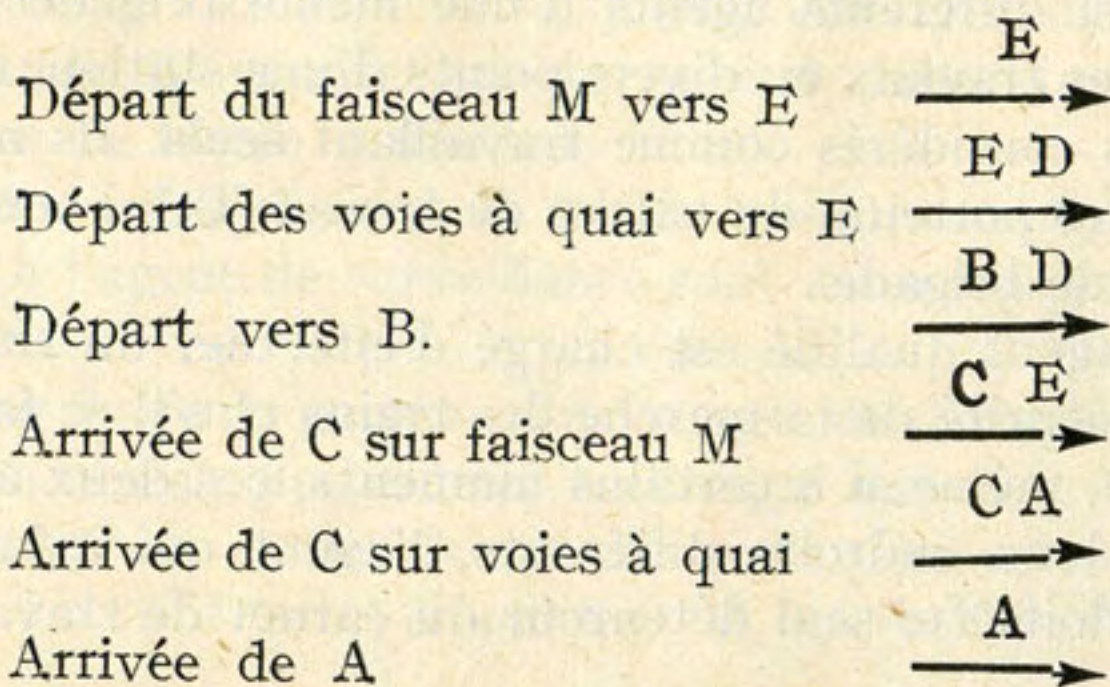 E
Départ du faisceau M vers E
E D
Départ des voies à quai vers E
B D
Départ vers B.
C E
Arrivée de C sur faisceau M
C A
Arrivée de C sur voies à quai
A
Arrivée de A